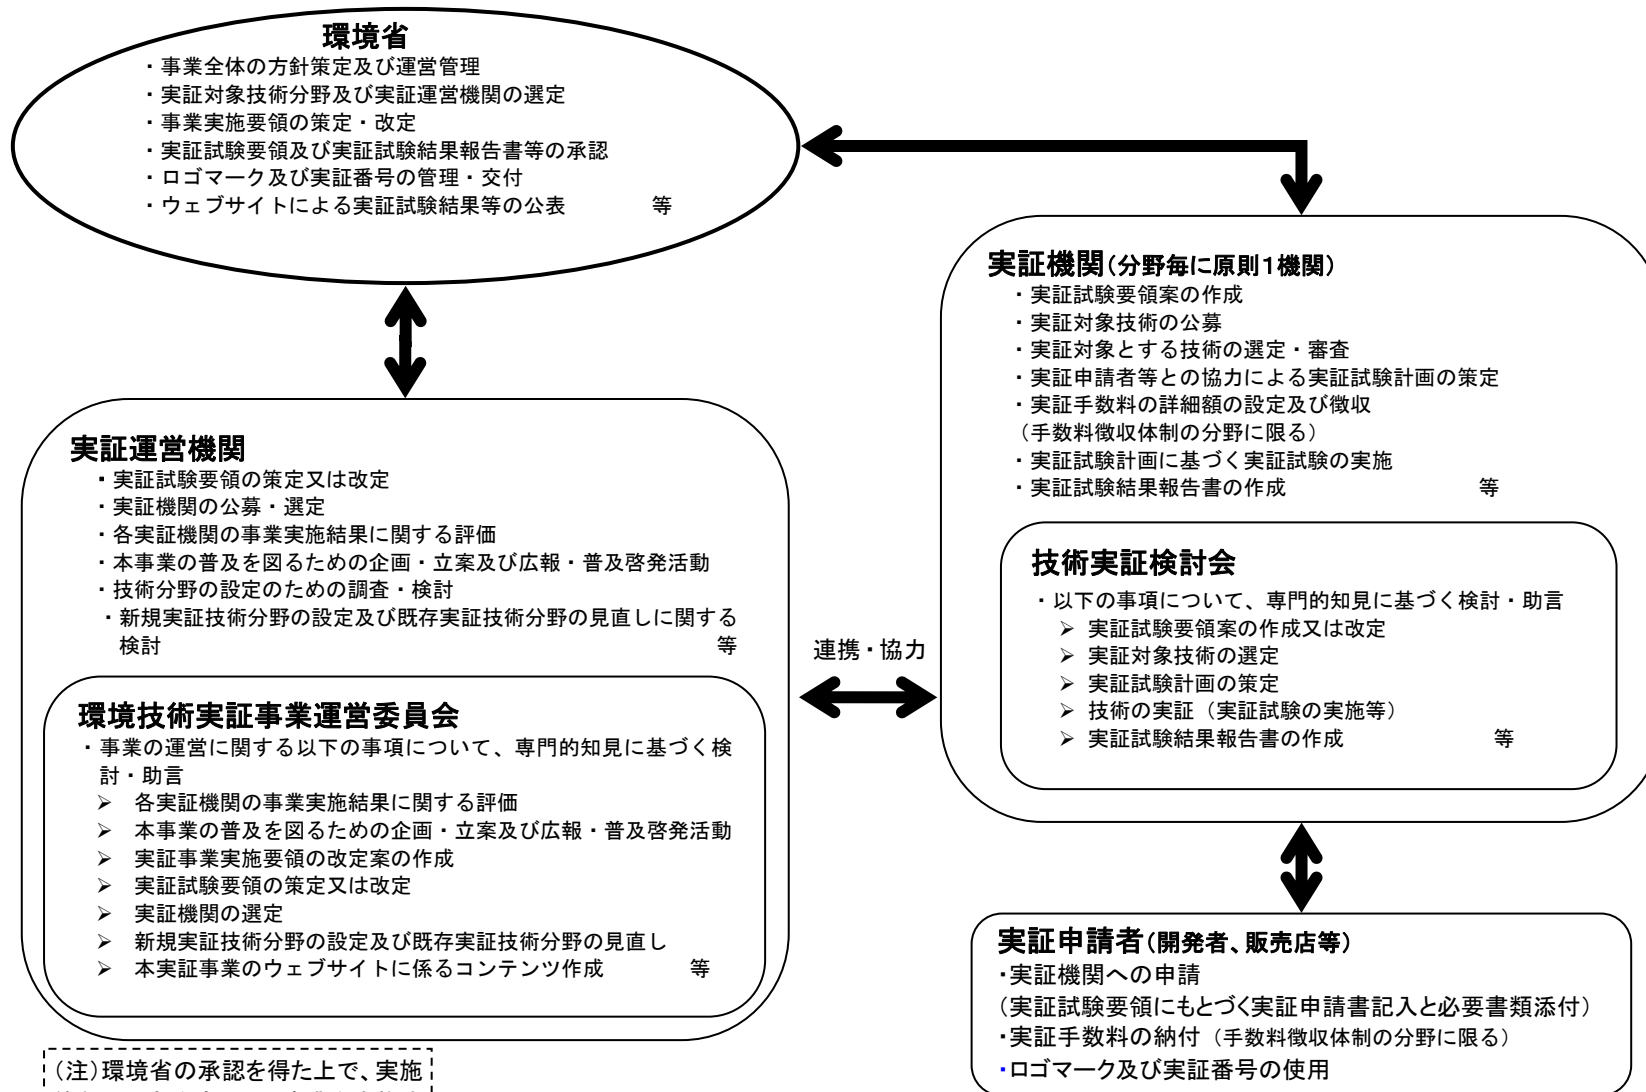 環境省
・事業全体の方針策定及び運営管理
・実証対象技術分野及び実証運営機関の選定
・事業実施要領の策定・改定
・実証試験要領及び実証試験結果報告書等の承認
・ロゴマーク及び実証番号の管理・交付
・ウェブサイトによる実証試験結果等の公表　等
実証運営機関
・実証試験要領の策定又は改定
・実証機関の公募・選定
・各実証機関の事業実施結果に関する評価
・本事業の普及を図るための企画・立案及び広報・普及啓発活動
・技術分野の設定のための調査・検討
・新規実証技術分野の設定及び既存実証技術分野の見直しに関する
検討　等
環境技術実証事業運営委員会
・事業の運営に関する以下の事項について、専門的知見に基づく検
討・助言
➢ 各実証機関の事業実施結果に関する評価
➢ 本事業の普及を図るための企画・立案及び広報・普及啓発活動
➢ 実証事業実施要領の改定案の作成
➢ 実証試験要領の策定又は改定
➢ 実証機関の選定
➢ 新規実証技術分野の設定及び既存実証技術分野の見直し
➢ 本実証事業のウェブサイトに係るコンテンツ作成　等
（注）環境省の承認を得た上で、実施
連携・協力
実証機関（分野毎に原則１機関）
・実証試験要領案の作成
・実証対象技術の公募
・実証対象とする技術の選定・審査
・実証申請者等との協力による実証試験計画の策定
・実証手数料の詳細額の設定及び徴収
（手数料徴収体制の分野に限る）
・実証試験計画に基づく実証試験の実施
・実証試験結果報告書の作成　等
技術実証検討会
・以下の事項について、専門的知見に基づく検討・助言
➢ 実証試験要領案の作成又は改定
➢ 実証対象技術の選定
➢ 実証試験計画の策定
➢ 技術の実証（実証試験の実施等）
➢ 実証試験結果報告書の作成　等
実証申請者（開発者、販売店等）
・実証機関への申請
（実証試験要領にもとづく実証申請書記入と必要書類添付）
・実証手数料の納付（手数料徴収体制の分野に限る）
・ロゴマーク及び実証番号の使用